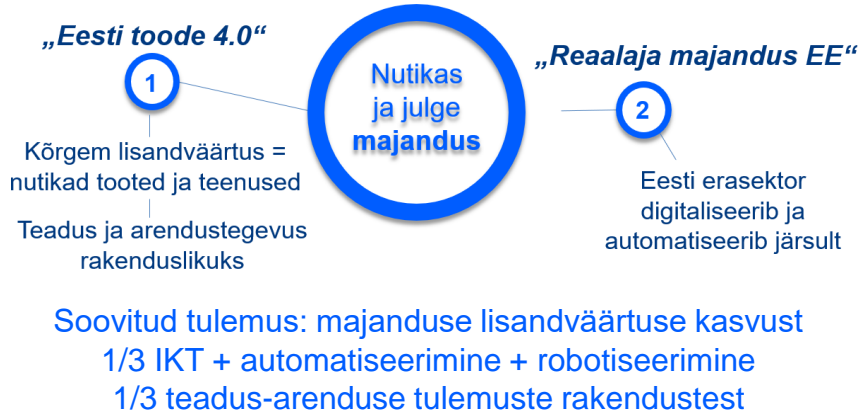 „Eesti toode 4.0“
1
Kõrgem lisandväärtus =
nutikad tooted ja teenused
Teadus ja arendustegevus
rakenduslikuks
Nutikas
ja julge
majandus
„Reaalaja majandus EE“
2
Eesti erasektor
digitaliseerib ja
automatiseerib järsult
Soovitud tulemus: majanduse lisandväärtuse kasvust
1/3 IKT + automatiseerimine + robotiseerimine
1/3 teadus-arenduse tulemuste rakendustest